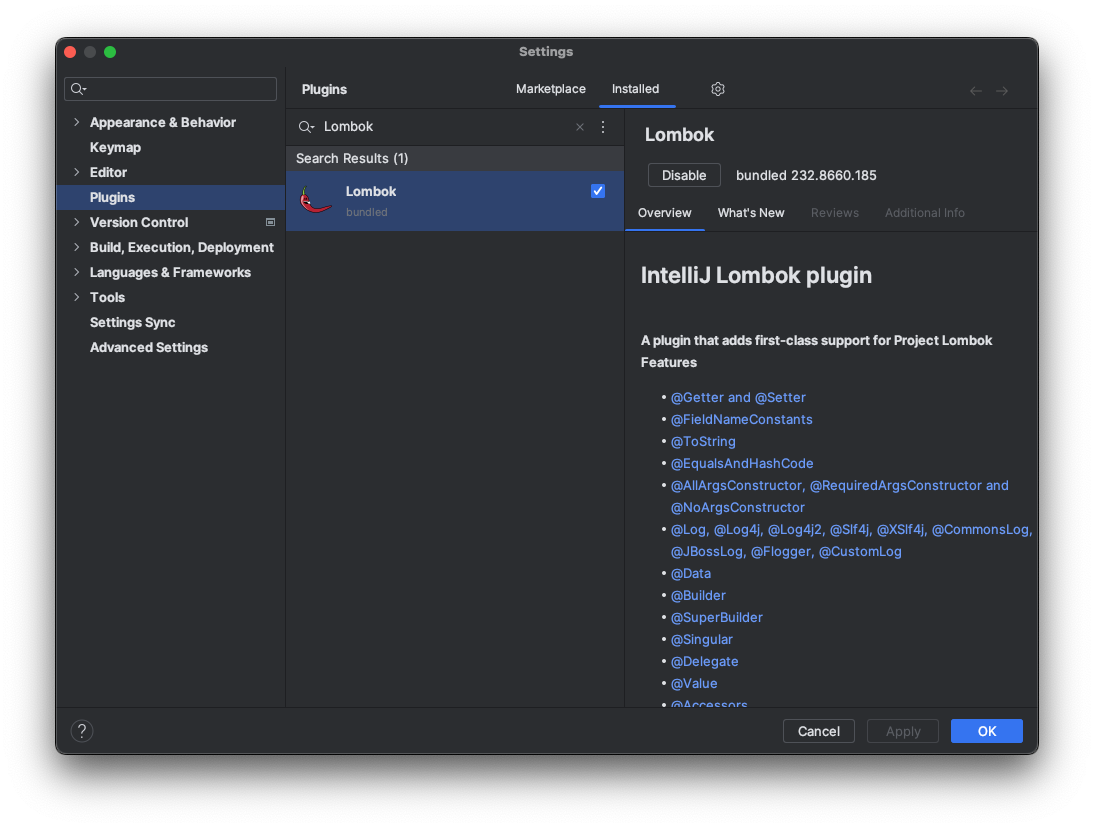 Settings
Appearance & Behavior
Keymap
Editor
Plugins
Version Control
Build, Execution, Deployment
Languages & Frameworks
Tools
Settings Sync
Advanced Settings
?
Plugins
Marketplace
Installed
Lombok
Search Results (1)
Lombok
bundled
Lombok
Disable
bundled 232.8660.185
Overview
What's New
Reviews
Additional Info
IntelliJ Lombok plugin
A plugin that adds first-class support for Project Lombok
Features
• @Getter and @Setter
• @FieldNameConstants
• @ToString
• @EqualsAndHashCode
• @AllArgsConstructor, @RequiredArgsConstructor and
@NoArgsConstructor
• @Log, @Log4j, @Log4j2, @Slf4j, @XSlf4j, @CommonsLog,
@JBossLog, @Flogger, @CustomLog
• @Data
• @Builder
• @SuperBuilder
• @Singular
• @Delegate
• @Value
• @Accessors
Cancel
Apply
OK